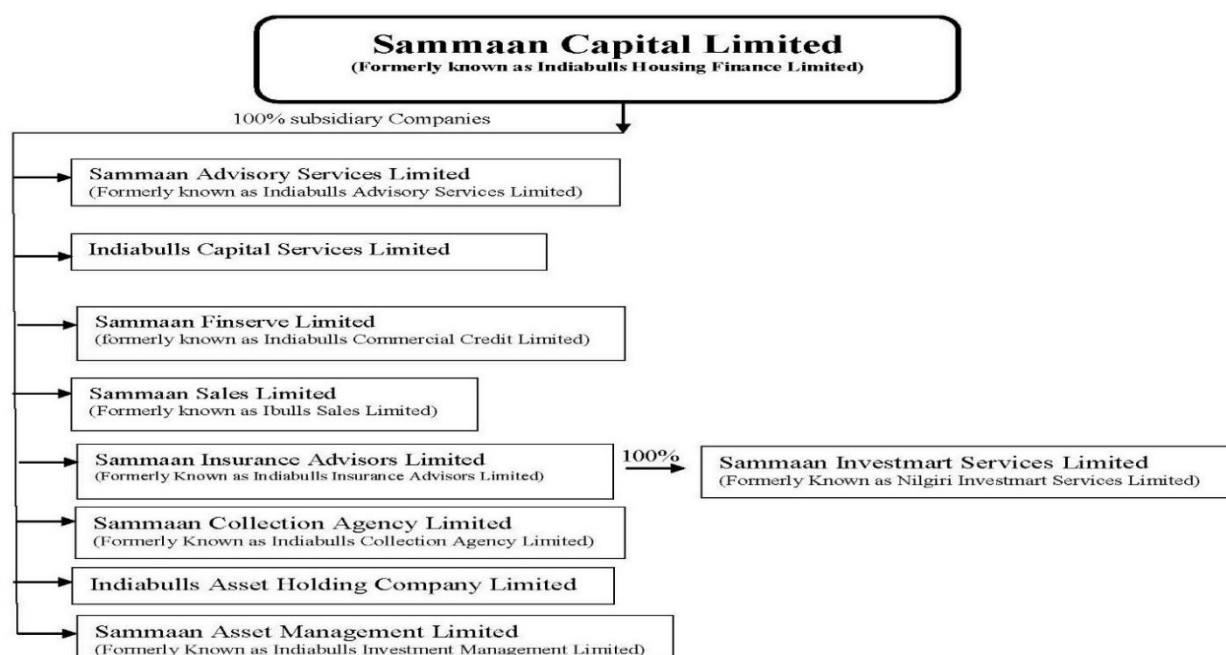 Sammaan Capital Limited
(Formerly known as Indiabulls Housing Finance Limited)
100% subsidiary Companies
Sammaan Advisory Services Limited
(Formerly known as Indiabulls Advisory Services Limited)
Indiabulls Capital Services Limited
Sammaan Finserve Limited
(formerly known as Indiabulls Commercial Credit Limited)
Sammaan Sales Limited
(Formerly known as Ibulls Sales Limited)
Sammaan Insurance Advisors Limited
(Formerly Known as Indiabulls Insurance Advisors Limited)
100%
Sammaan Investmart Services Limited
(Formerly Known as Nilgiri Investmart Services Limited)
Sammaan Collection Agency Limited
(Formerly Known as Indiabulls Collection Agency Limited)
Indiabulls Asset Holding Company Limited
Sammaan Asset Management Limited
(Formerly Known as Indiabulls Investment Management Limited)